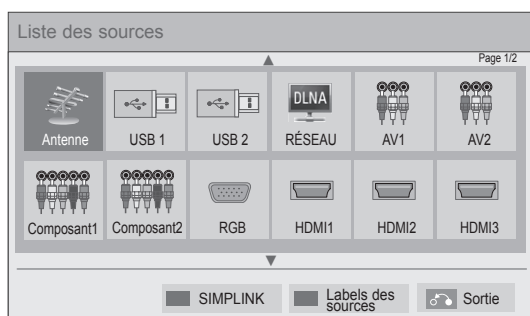 Liste des sources
Page 1/2
DLNA
Antenne USB 1 USB 2 RÉSEAU AV1 AV2
Composant1 Composant2 RGB HDMI1 HDMI2 HDMI3
SIMPLINK Labels des sources Sortie